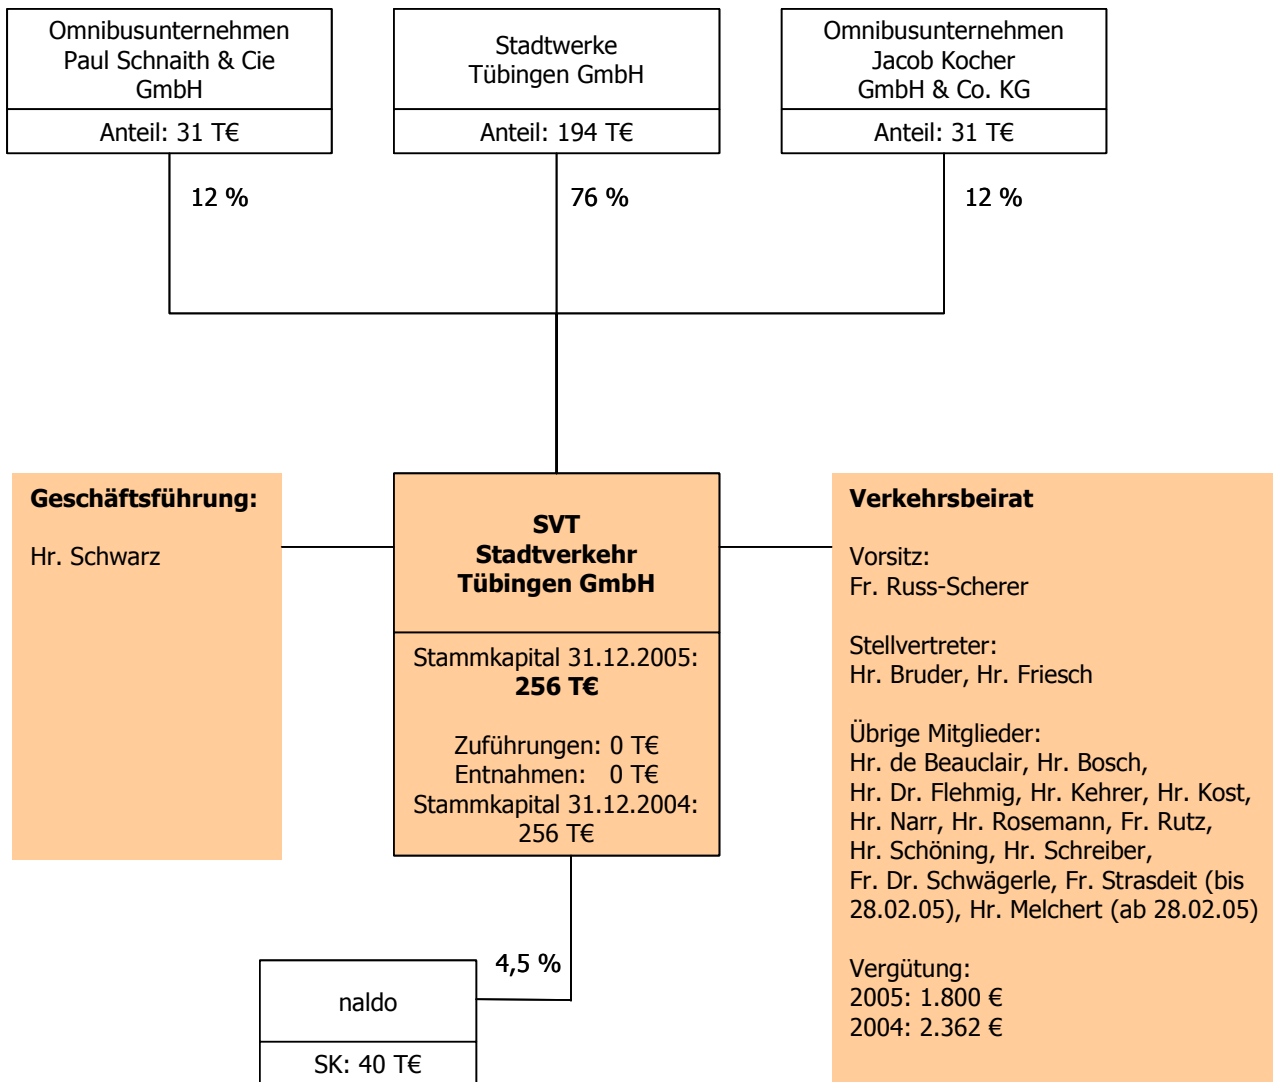 Omnibusunternehmen
Paul Schnaith & Cie
GmbH
Anteil: 31 T€
Stadtwerke
Tübingen GmbH
Anteil: 194 T€
Omnibusunternehmen
Jacob Kocher
GmbH & Co. KG
Anteil: 31 T€
12 %
76 %
12 %
Geschäftsführung:
Hr. Schwarz
SVT
Stadtverkehr
Tübingen GmbH
Stammkapital 31.12.2005:
256 T€
Zuführungen: 0 T€
Entnahmen: 0 T€
Stammkapital 31.12.2004:
256 T€
Verkehrsbeirat
Vorsitz:
Fr. Russ-Scherer
Stellvertreter:
Hr. Bruder, Hr. Friesch
Übrige Mitglieder:
Hr. de Beauclair, Hr. Bosch,
Hr. Dr. Flehmig, Hr. Kehrer, Hr. Kost,
Hr. Narr, Hr. Rosemann, Fr. Rutz,
Hr. Schöning, Hr. Schreiber,
Fr. Dr. Schwägerle, Fr. Strasdeit (bis
28.02.05), Hr. Melchert (ab 28.02.05)
Vergütung:
2005: 1.800 €
2004: 2.362 €
4,5 %
naldo
SK: 40 T€